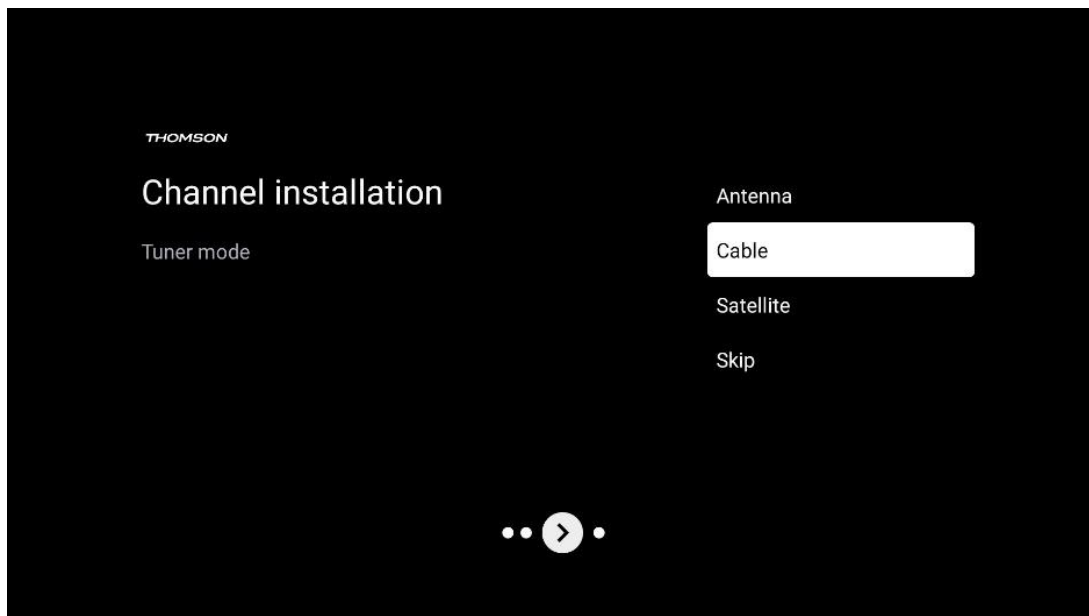 THOMSON
Channel installation
Tuner mode
Antenna
Cable
Satellite
Skip